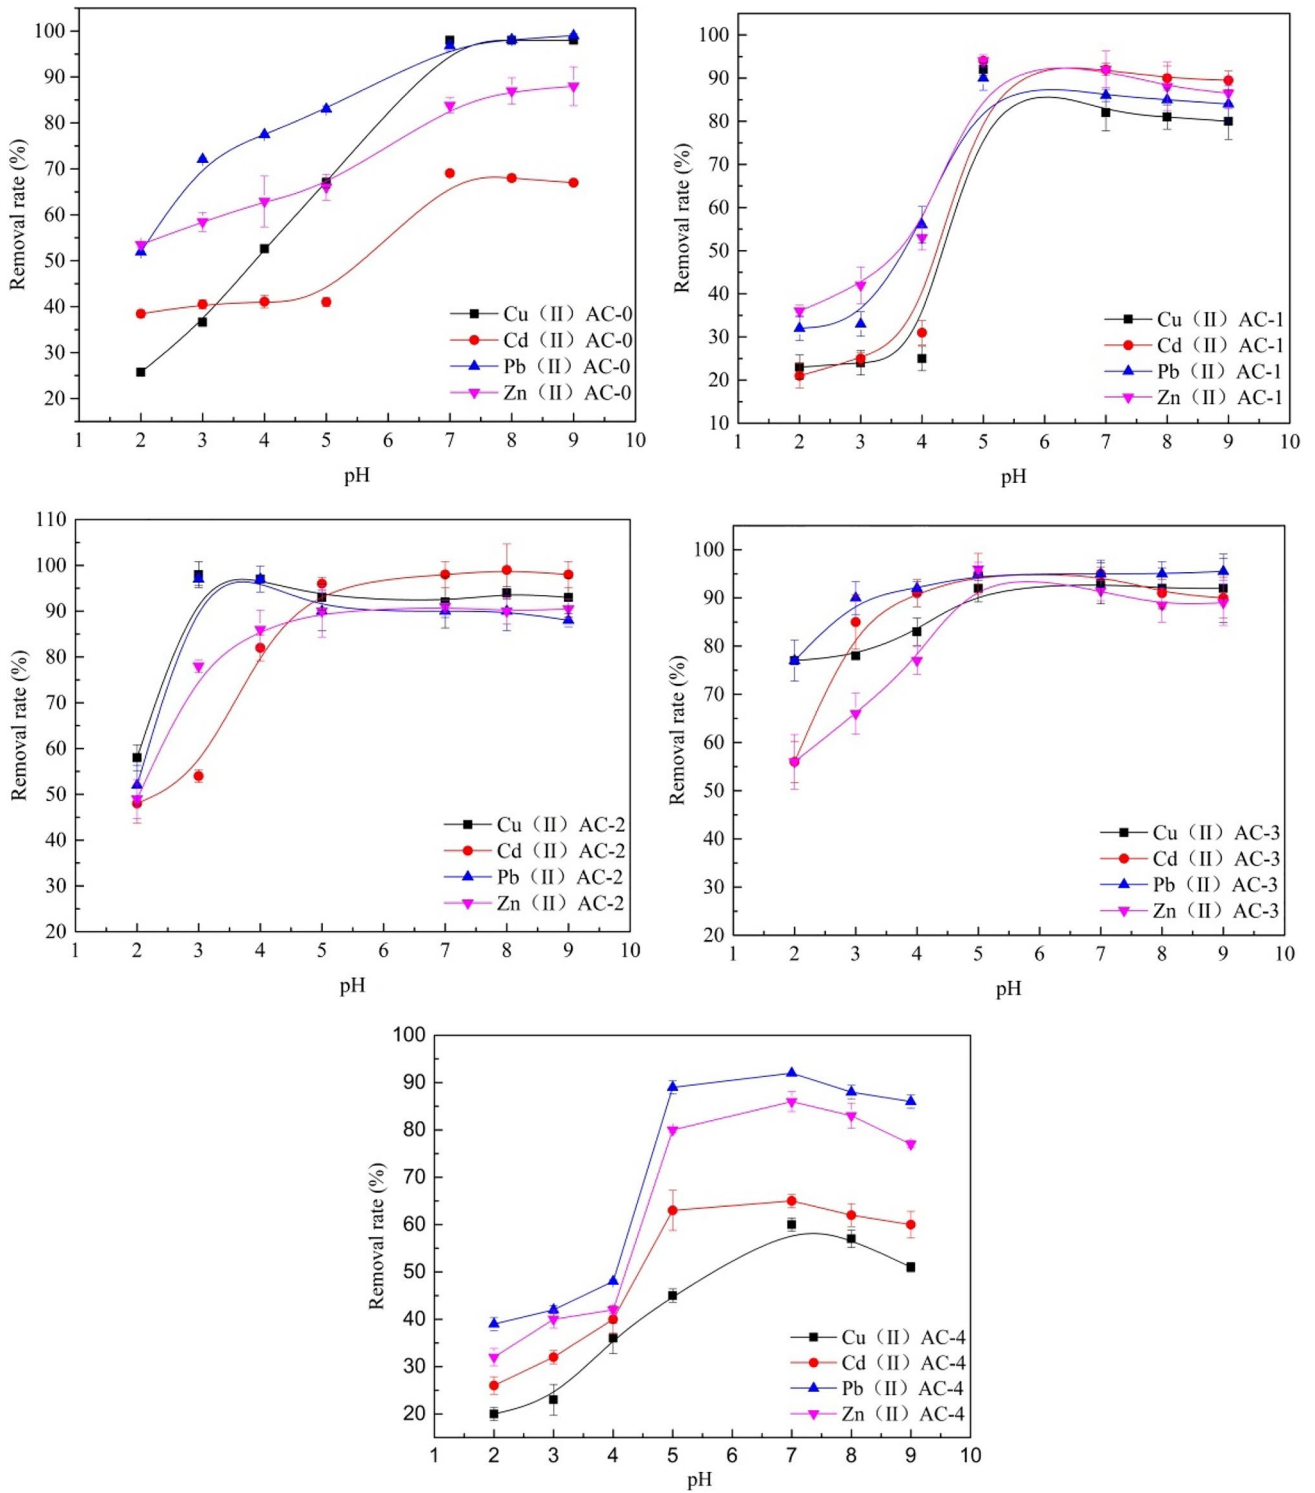 100
90
80
70
60
50
40
30
20
Removal rate (%)
Cu（II）AC-0
Cd（II）AC-0
Pb（II）AC-0
Zn（II）AC-0
1 2 3 4 5 6 7 8 9 10
pH
100
90
80
70
60
50
40
30
20
10
Removal rate (%)
Cu（II）AC-1
Cd（II）AC-1
Pb（II）AC-1
Zn（II）AC-1
1 2 3 4 5 6 7 8 9 10
pH
110
100
90
80
70
60
50
40
30
20
Removal rate (%)
Cu（II）AC-2
Cd（II）AC-2
Pb（II）AC-2
Zn（II）AC-2
1 2 3 4 5 6 7 8 9 10
pH
100
90
80
70
60
50
40
30
20
Removal rate (%)
Cu（II）AC-3
Cd（II）AC-3
Pb（II）AC-3
Zn（II）AC-3
1 2 3 4 5 6 7 8 9 10
pH
100
90
80
70
60
50
40
30
20
Removal rate (%)
Cu（II）AC-4
Cd（II）AC-4
Pb（II）AC-4
Zn（II）AC-4
1 2 3 4 5 6 7 8 9 10
pH